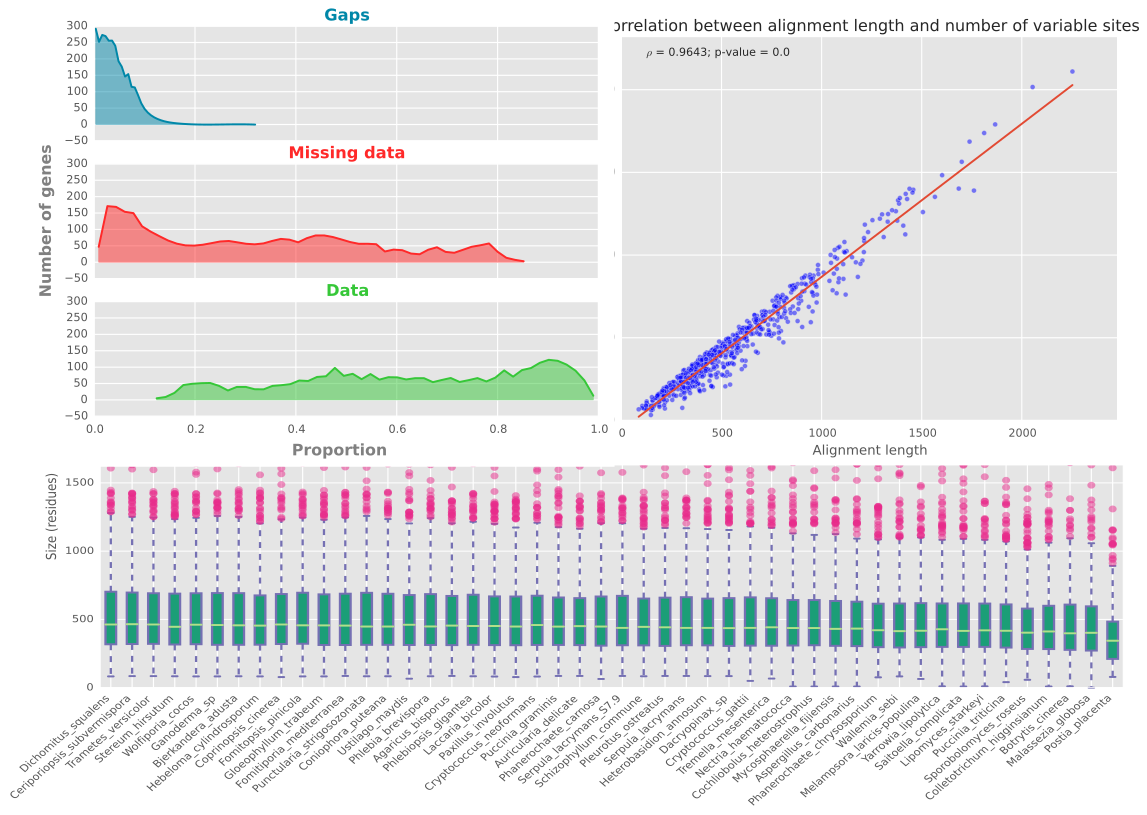 Gaps
300
250
200
150
100
50
0
−50
Missing data
300
250
200
150
100
50
0
−50
Data
300
250
200
150
100
50
0
−50
0.0 0.2 0.4 0.6 0.8 1.0
Number of genes
Proportion
orrelation between alignment length and number of variable sites
ρ = 0.9643; p-value = 0.0
0 500 1000 1500 2000
Alignment length
Size (residues)
1500
1000
500
0
Dichomitus_squalens
Ceriporiopsis_subvermispora
Trametes_versicolor
Stereum_hirsutum
Wolfiporia_cocos
Ganoderma_sp
Bjerkandera_adusta
Hebeloma_cylindrosporum
Coprinopsis_cinerea
Fomitopsis_pinicola
Gloeophyllum_trabeum
Fomitiporia_mediterranea
Punctularia_strigosozonata
Coniophora_puteana
Ustilago_maydis
Phlebia_brevispora
Agaricus_bisporus
Phlebiopsis_gigantea
Laccaria_bicolor
Paxillus_involutus
Cryptococcus_neoformans
Puccinia_graminis
Auricularia_delicata
Phanerochaete_carnosa
Serpula_lacrymans_S7.9
Schizophyllum_commune
Pleurotus_ostreatus
Serpula_lacrymans
Heterobasidion_annosum
Dacryopinax_sp
Cryptococcus_gattii
Tremella_mesenterica
Nectria_haematococca
Cochliobolus_heterostrophus
Mycosphaerella_fijiensis
Aspergillus_carbonarius
Phanerochaete_chrysosporium
Wallemia_sebi
Melampsora_laricis-populina
Yarrowia_lipolytica
Saitoella_complicata
Lipomyces_starkeyi
Puccinia_triticina
Sporobolomyces_roseus
Colletotrichum_higginsianum
Botrytis_cinerea
Malassezia_globosa
Postia_placenta